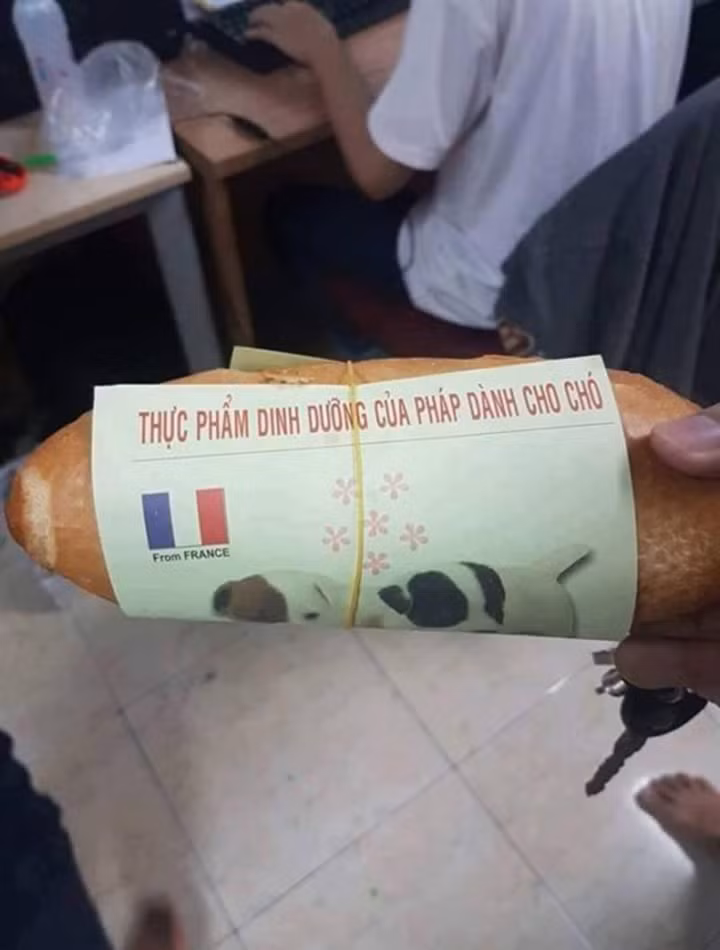 THỰC PHẨM DINH DƯỠNG CỦA PHÁP DÀNH CHO CHÓ
From FRANCE